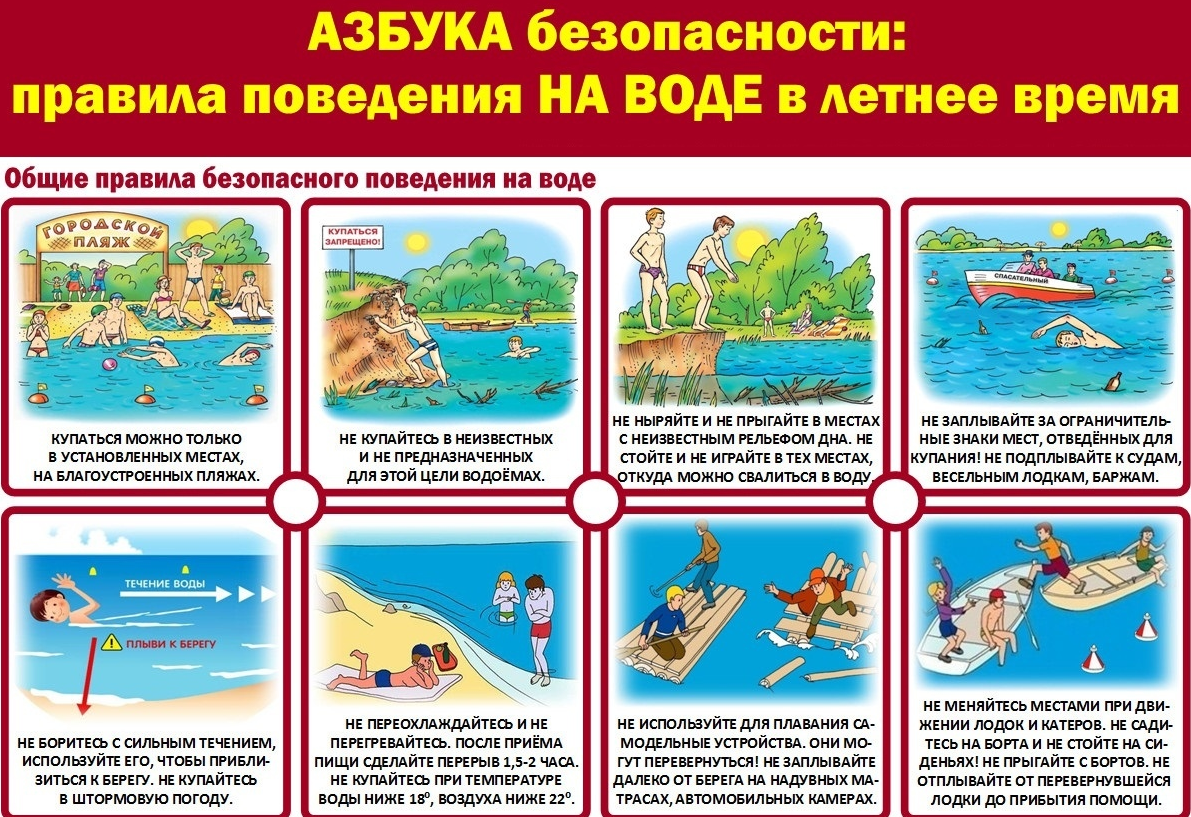 АЗБУКА безопасности:
правила поведения НА ВОДЕ в летнее время
Общие правила безопасного поведения на воде
ГОРОДСКОЙ
ПЛЯЖ
КУПАТЬСЯ МОЖНО ТОЛЬКО
В УСТАНОВЛЕННЫХ МЕСТАХ,
НА БЛАГОУСТРОЕННЫХ ПЛЯЖАХ.
КУПАТЬСЯ
ЗАПРЕЩЕНО!
НЕ КУПАЙТЕСЬ В НЕИЗВЕСТНЫХ
И НЕ ПРЕДНАЗНАЧЕННЫХ
ДЛЯ ЭТОЙ ЦЕЛИ ВОДОЁМАХ.
НЕ НЫРЯЙТЕ И НЕ ПРЫГАЙТЕ В МЕСТАХ
С НЕИЗВЕСТНЫМ РЕЛЬЕФОМ ДНА. НЕ
СТОЙТЕ И НЕ ИГРАЙТЕ В ТЕХ МЕСТАХ,
ОТКУДА МОЖНО СВАЛИТЬСЯ В ВОДУ.
СПАСАТЕЛЬНЫЙ
НЕ ЗАПЛЫВАЙТЕ ЗА ОГРАНИЧИТЕЛЬ-
НЫЕ ЗНАКИ МЕСТ, ОТВЕДЁННЫХ ДЛЯ
КУПАНИЯ! НЕ ПОДПЛЫВАЙТЕ К СУДАМ,
ВЕСЕЛЬНЫМ ЛОДКАМ, БАРЖАМ.
ТЕЧЕНИЕ ВОДЫ
! ПЛЫВИ К БЕРЕГУ
НЕ БОРИТЕСЬ С СИЛЬНЫМ ТЕЧЕНИЕМ,
ИСПОЛЬЗУЙТЕ ЕГО, ЧТОБЫ ПРИБЛИ-
ЗИТЬСЯ К БЕРЕГУ. НЕ КУПАЙТЕСЬ
В ШТОРМОВУЮ ПОГОДУ.
НЕ ПЕРЕОХЛАЖДАЙТЕСЬ И НЕ
ПЕРЕГРЕВАЙТЕСЬ. ПОСЛЕ ПРИЁМА
ПИЩИ СДЕЛАЙТЕ ПЕРЕРЫВ 1,5-2 ЧАСА.
НЕ КУПАЙТЕСЬ ПРИ ТЕМПЕРАТУРЕ
ВОДЫ НИЖЕ 18⁰, ВОЗДУХА НИЖЕ 22⁰.
НЕ ИСПОЛЬЗУЙТЕ ДЛЯ ПЛАВАНИЯ СА-
МОДЕЛЬНЫЕ УСТРОЙСТВА. ОНИ МО-
ГУТ ПЕРЕВЕРНУТЬСЯ! НЕ ЗАПЛЫВАЙТЕ
ДАЛЕКО ОТ БЕРЕГА НА НАДУВНЫХ МА-
ТРАСАХ, АВТОМОБИЛЬНЫХ КАМЕРАХ.
НЕ МЕНЯЙТЕСЬ МЕСТАМИ ПРИ ДВИ-
ЖЕНИИ ЛОДОК И КАТЕРОВ. НЕ САДИ-
ТЕСЬ НА БОРТА И НЕ СТОЙТЕ НА СИ-
ДЕНЬЯХ! НЕ ПРЫГАЙТЕ С БОРТОВ. НЕ
ОТПЛЫВАЙТЕ ОТ ПЕРЕВЕРНУВШЕЙСЯ
ЛОДКИ ДО ПРИБЫТИЯ ПОМОЩИ.